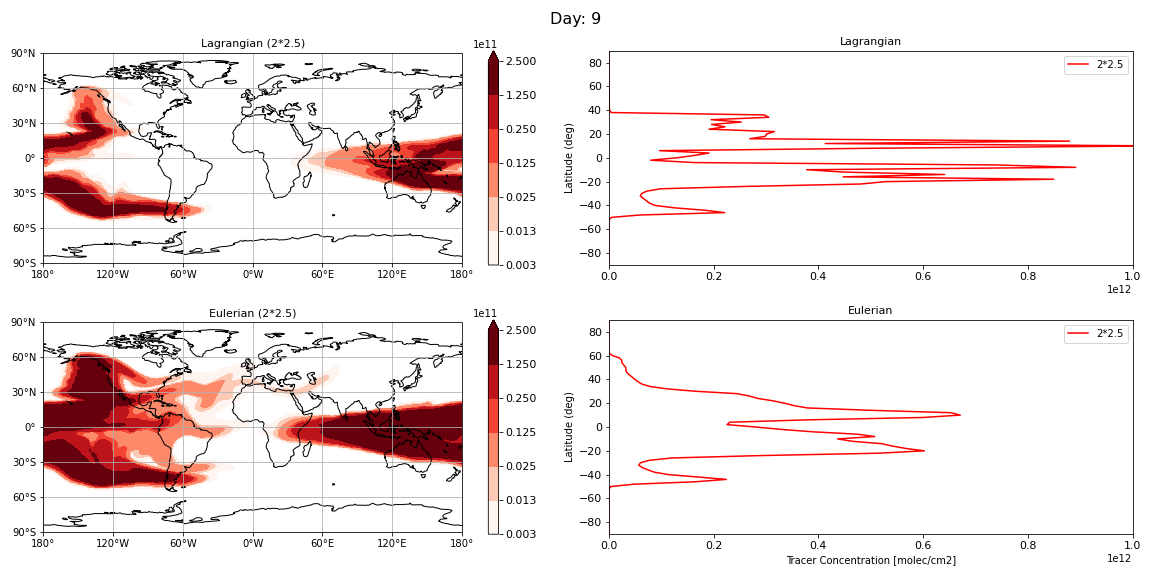 Day: 9
Lagrangian (2*2.5)
1e11
90°N
60°N
30°N
0°
30°S
60°S
90°S
180° 120°W 60°W 0°W 60°E 120°E 180°
2.500
1.250
0.250
0.125
0.025
0.013
0.003
Lagrangian
2*2.5
Latitude (deg)
80
60
40
20
0
−20
−40
−60
−80
0.0 0.2 0.4 0.6 0.8 1.0
1e12
Eulerian (2*2.5)
1e11
90°N
60°N
30°N
0°
30°S
60°S
90°S
180° 120°W 60°W 0°W 60°E 120°E 180°
2.500
1.250
0.250
0.125
0.025
0.013
0.003
Eulerian
2*2.5
Latitude (deg)
80
60
40
20
0
−20
−40
−60
−80
0.0 0.2 0.4 0.6 0.8 1.0
Tracer Concentration [molec/cm2]
1e12